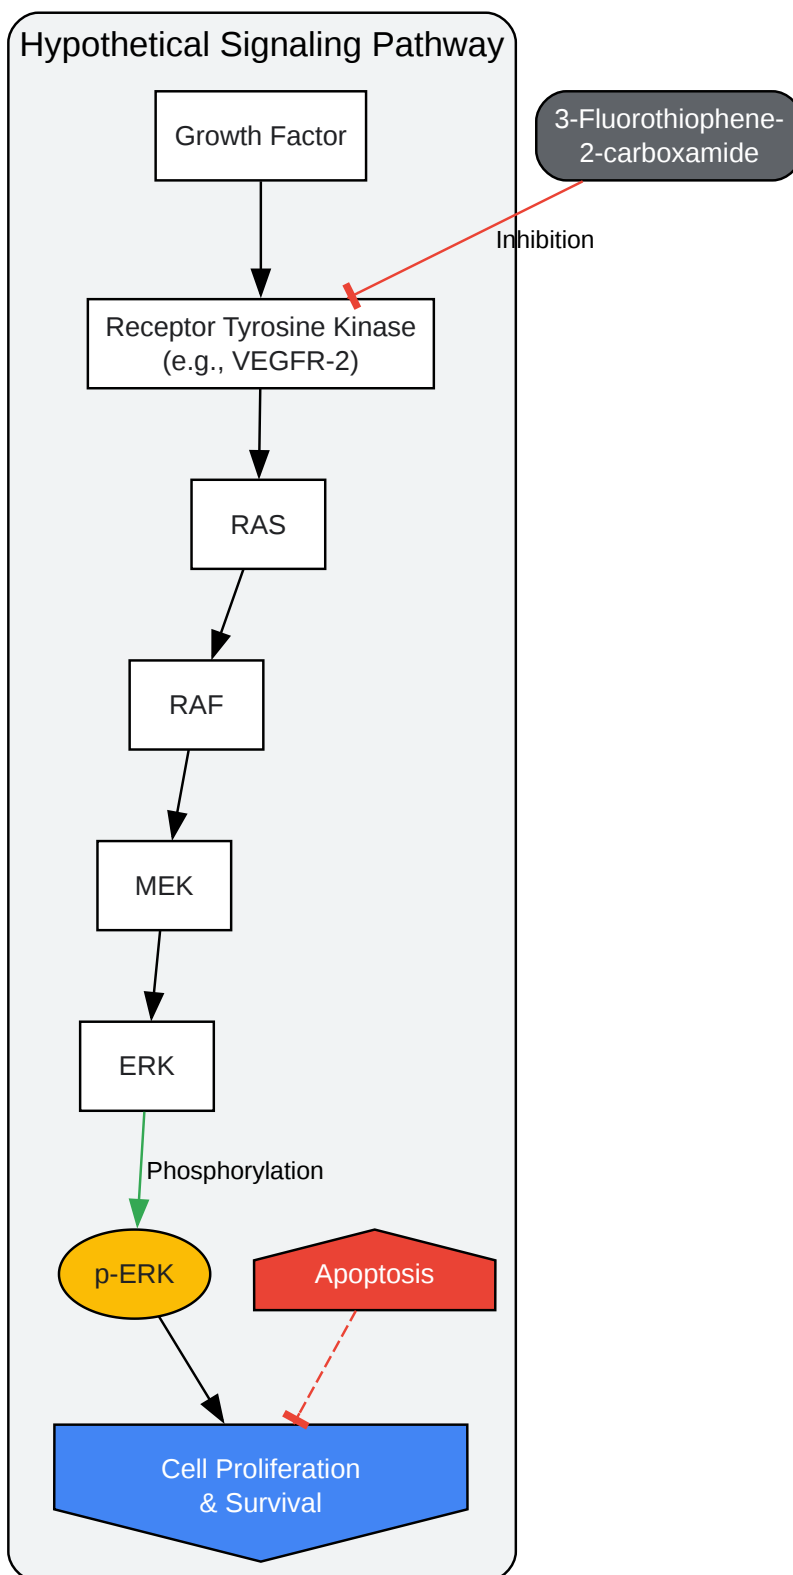 Hypothetical Signaling Pathway
Growth Factor
3-Fluorothiophene-
2-carboxamide
Inhibition
Receptor Tyrosine Kinase
(e.g., VEGFR-2)
RAS
RAF
MEK
ERK
Phosphorylation
p-ERK
Apoptosis
Cell Proliferation
& Survival